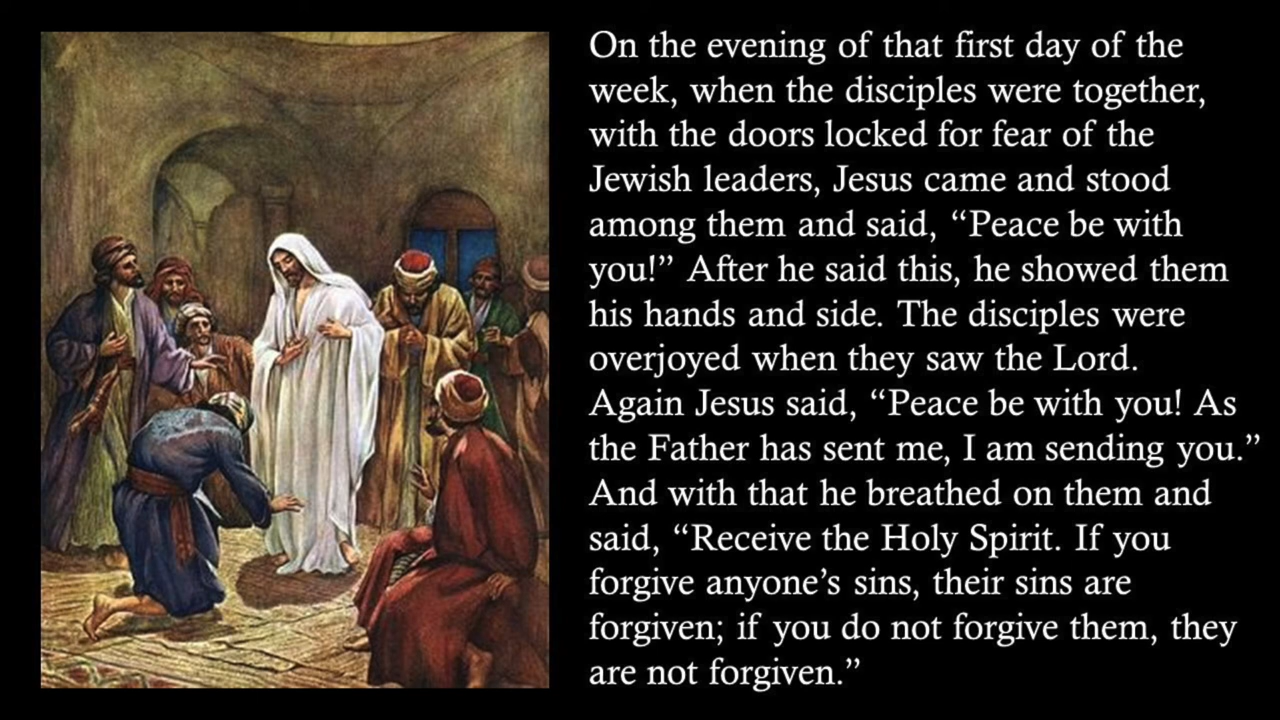 On the evening of that first day of the
week, when the disciples were together,
with the doors locked for fear of the
Jewish leaders, Jesus came and stood
among them and said, “Peace be with
you!” After he said this, he showed them
his hands and side. The disciples were
overjoyed when they saw the Lord.
Again Jesus said, “Peace be with you! As
the Father has sent me, I am sending you.”
And with that he breathed on them and
said, “Receive the Holy Spirit. If you
forgive anyone’s sins, their sins are
forgiven; if you do not forgive them, they
are not forgiven.”